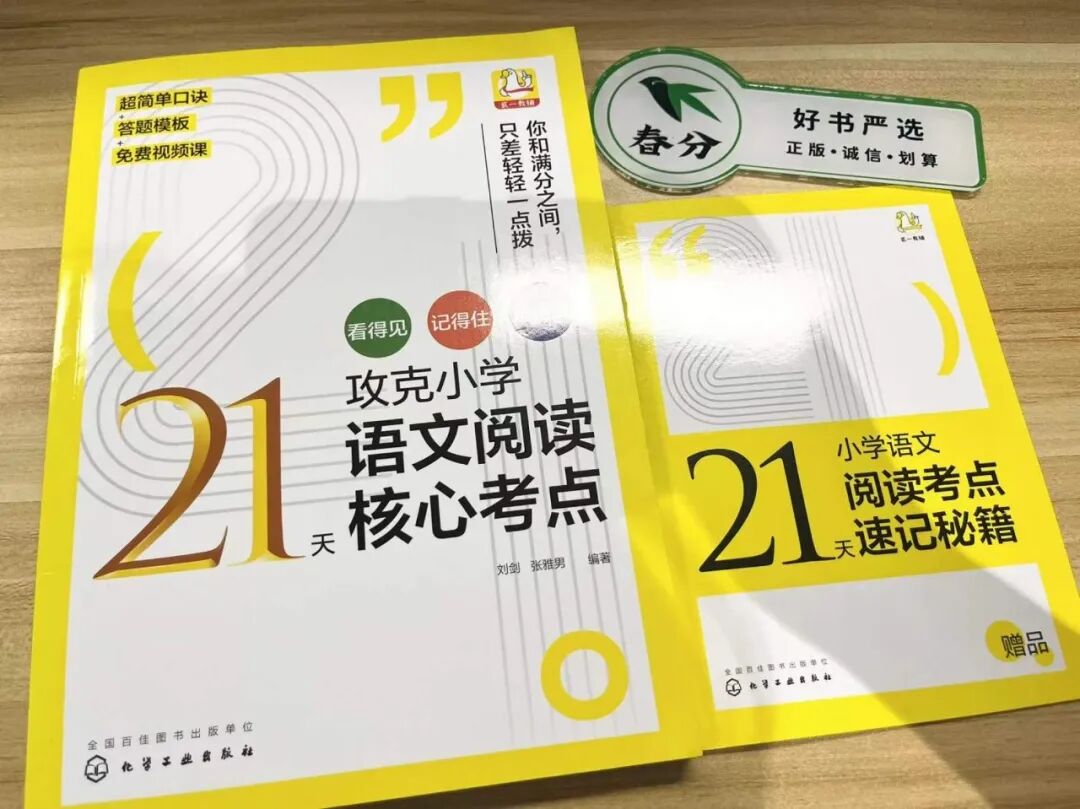 超简单口诀
+
答题模板
+
免费视频课
你和满分之间，
只差轻轻一点拨
看得见
记得住
21天
攻克小学
语文阅读
核心考点
刘剑 张雅男 编著
全国百佳图书出版单位
化学工业出版社
春分
好书严选
正版·诚信·划算
21天
小学语文
阅读考点
速记秘籍
赠品
全国百佳图书出版单位
化学工业出版社